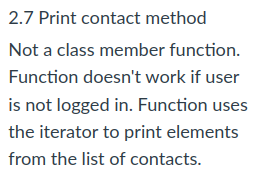 2.7 Print contact method
Not a class member function.
Function doesn't work if user
is not logged in. Function uses
the iterator to print elements
from the list of contacts.